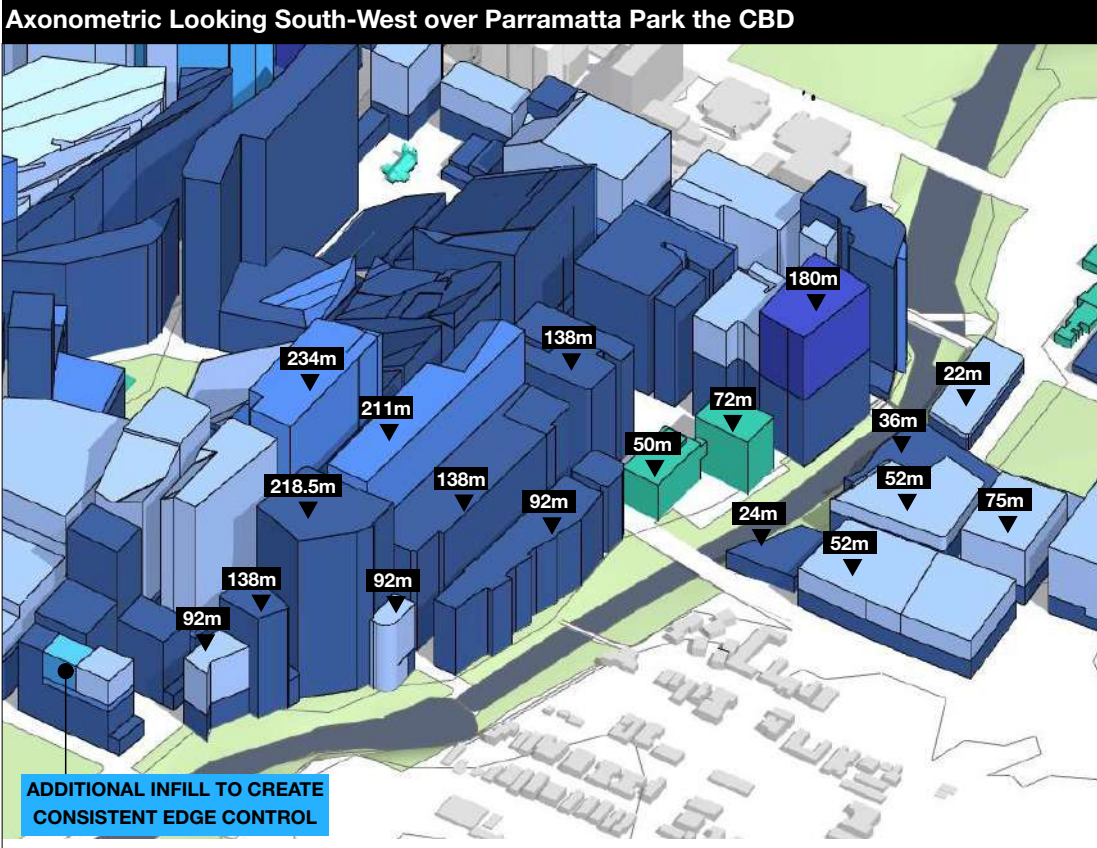 Axonometric Looking South-West over Parramatta Park the CBD
180m
138m
234m
22m
72m
211m
36m
50m
52m
138m
218.5m
75m
92m
24m
52m
138m
92m
92m
ADDITIONAL INFILL TO CREATE
CONSISTENT EDGE CONTROL